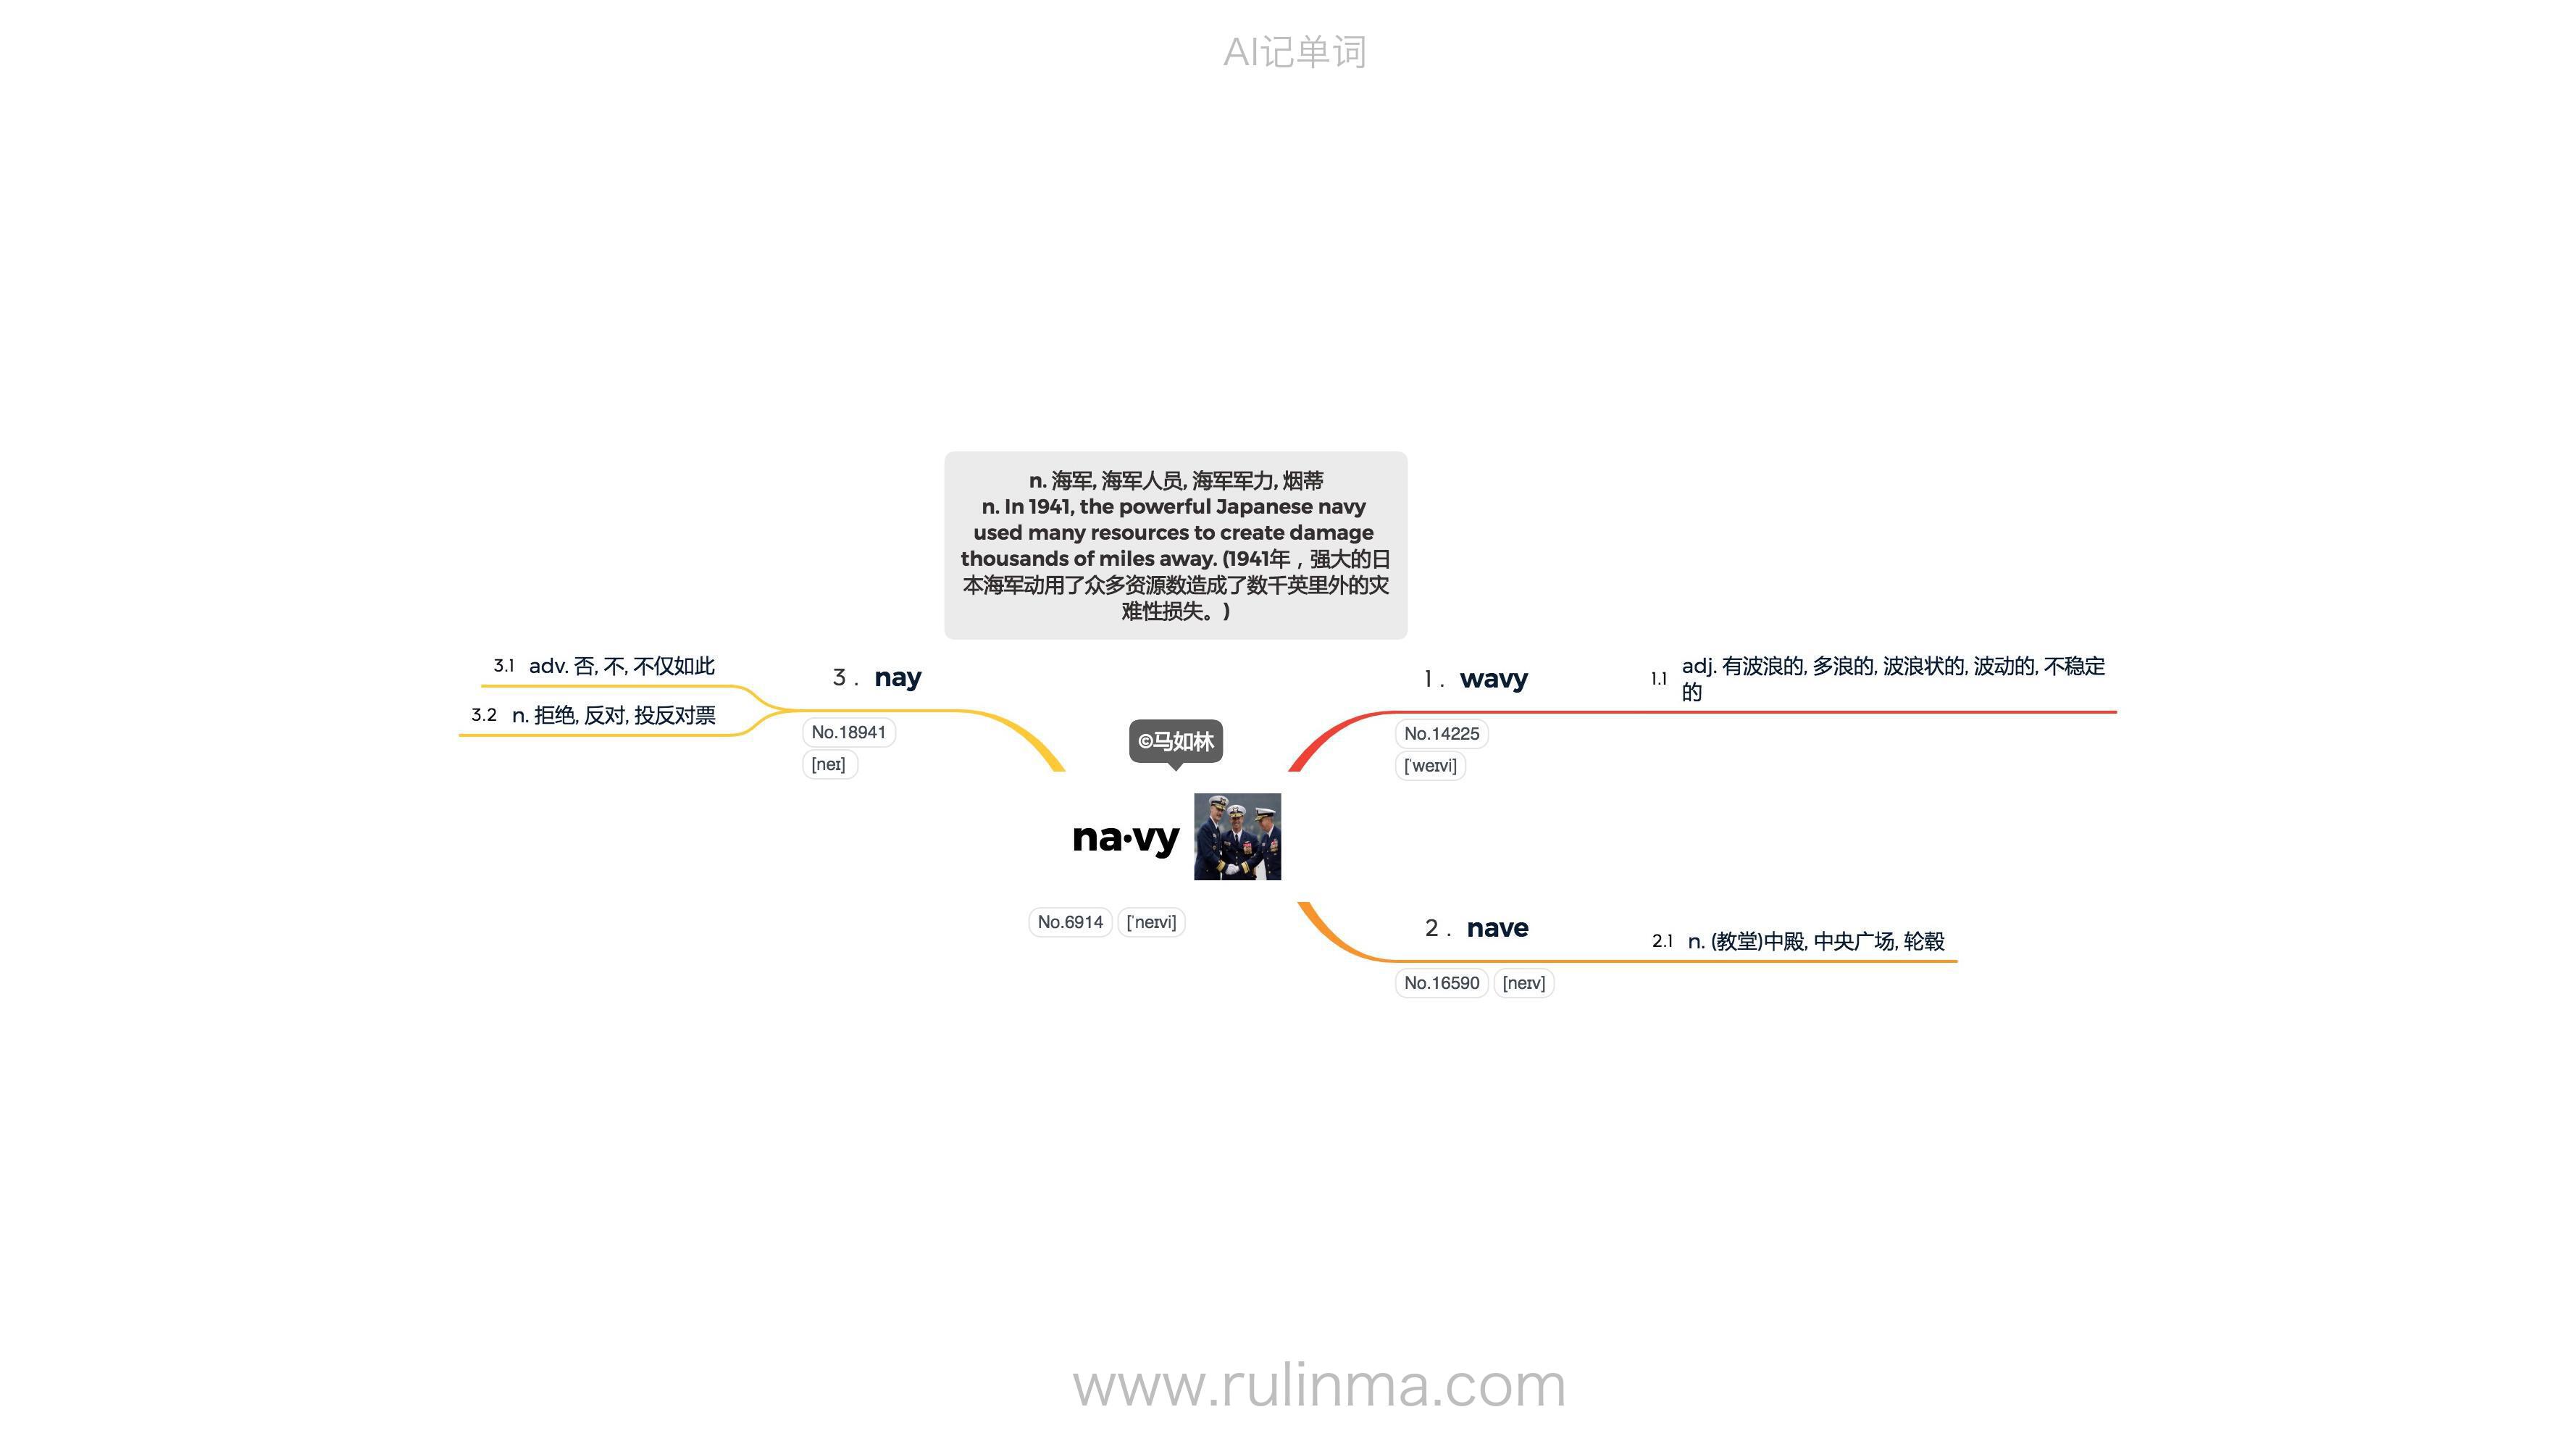 AI记单词
n. 海军, 海军人员, 海军军力, 烟蒂
n. In 1941, the powerful Japanese navy
used many resources to create damage
thousands of miles away. (1941年，强大的日
本海军动用了众多资源数造成了数千英里外的灾
难性损失。)
3.1 adv. 否, 不, 不仅如此
3.2 n. 拒绝, 反对, 投反对票
3 . nay
No.18941
[neɪ]
©马如林
1 . wavy
No.14225
[ˈweɪvi]
1.1 adj. 有波浪的, 多浪的, 波浪状的, 波动的, 不稳定
的
na·vy
No.6914 [ˈneɪvi]
2 . nave
No.16590 [neɪv]
2.1 n. (教堂)中殿, 中央广场, 轮毂
www.rulinma.com